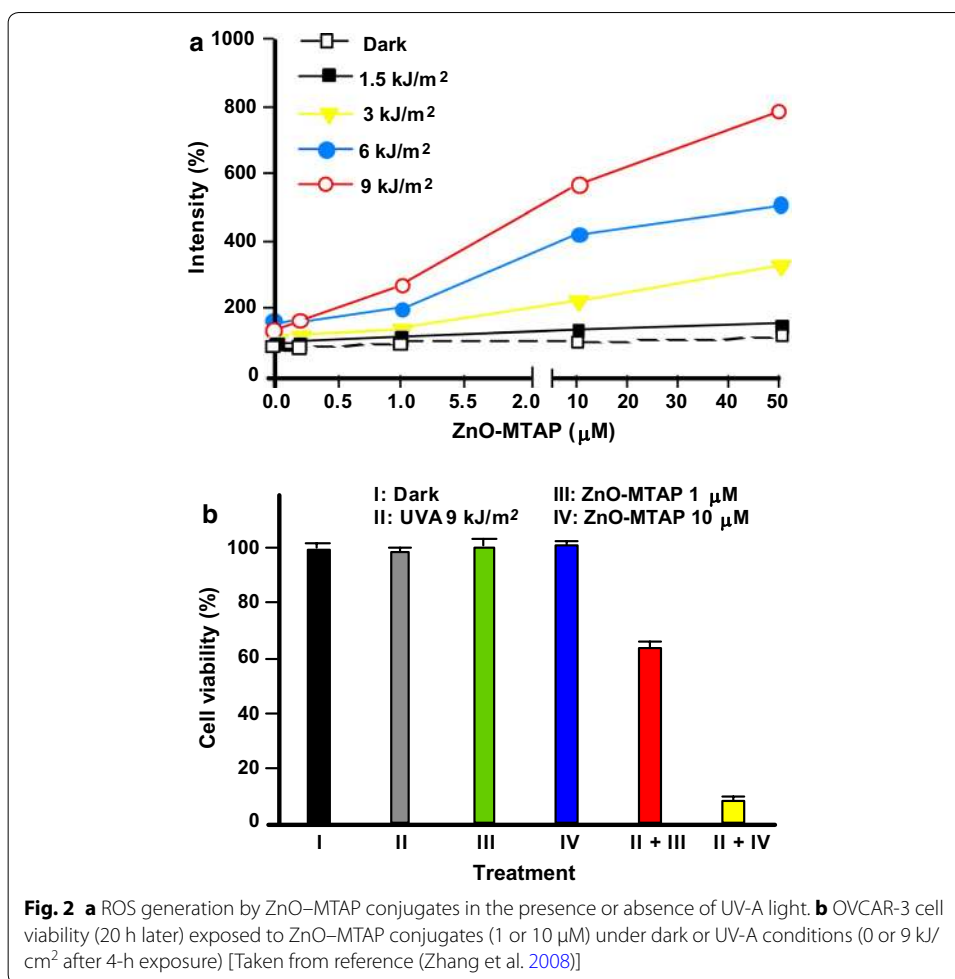 a
1000
800
600
400
200
0
Intensity (%)
Dark
1.5 kJ/m²
3 kJ/m²
6 kJ/m²
9 kJ/m²
0.0 0.5 1.0 5.5 2.0 10 20 30 40 50
ZnO-MTAP (μM)
b
I: Dark III: ZnO-MTAP 1 μM
II: UVA 9 kJ/m² IV: ZnO-MTAP 10 μM
100
80
60
40
20
0
Cell viability (%)
I II III IV II + III II + IV
Treatment
Fig. 2 a ROS generation by ZnO–MTAP conjugates in the presence or absence of UV-A light. b OVCAR-3 cell
viability (20 h later) exposed to ZnO–MTAP conjugates (1 or 10 μM) under dark or UV-A conditions (0 or 9 kJ/
cm² after 4-h exposure) [Taken from reference (Zhang et al. 2008)]